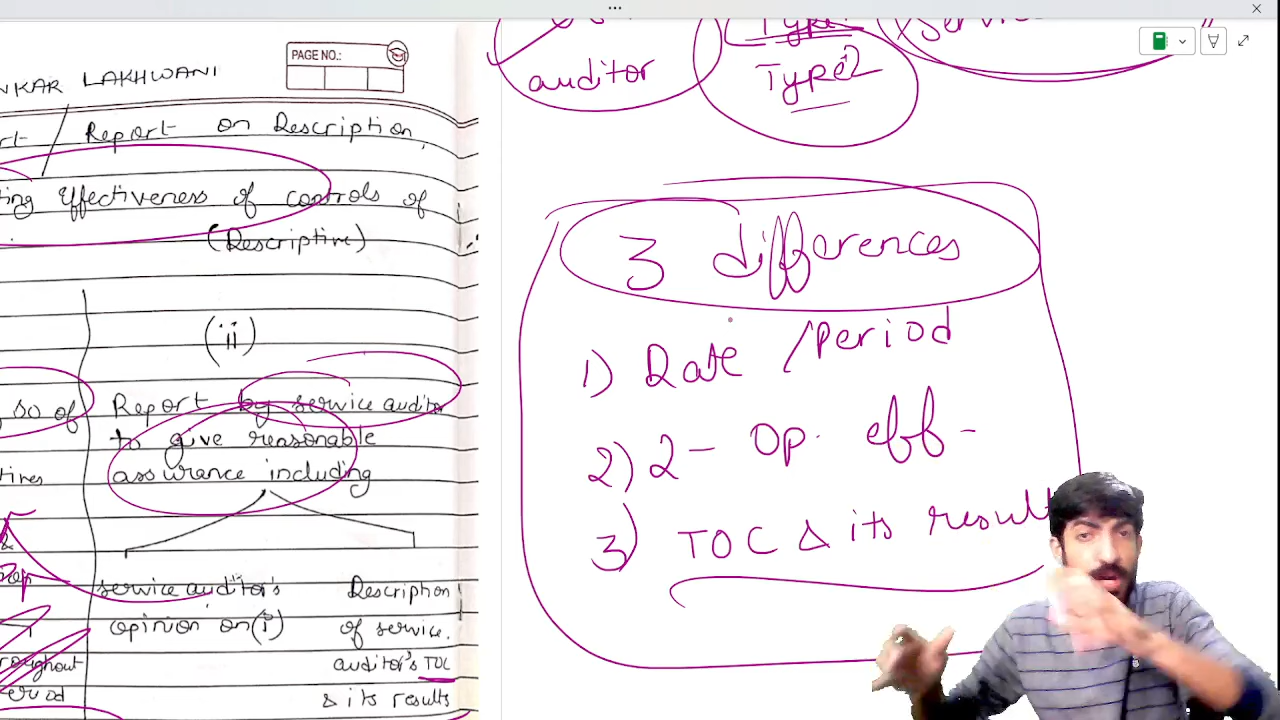 LAKHWANI
PAGE NO.:
Report on Description
Effectiveness of controls of
(Descriptive)
(ii)
so of
Report by service auditor
to give reasonable
assurance including
service auditor's
opinion on (i)
Description
of service.
auditor's TOC
& its results
auditor
Type 2
3 differences
1) Date / Period
2) 2 - Op. eff -
3) TOC & its result